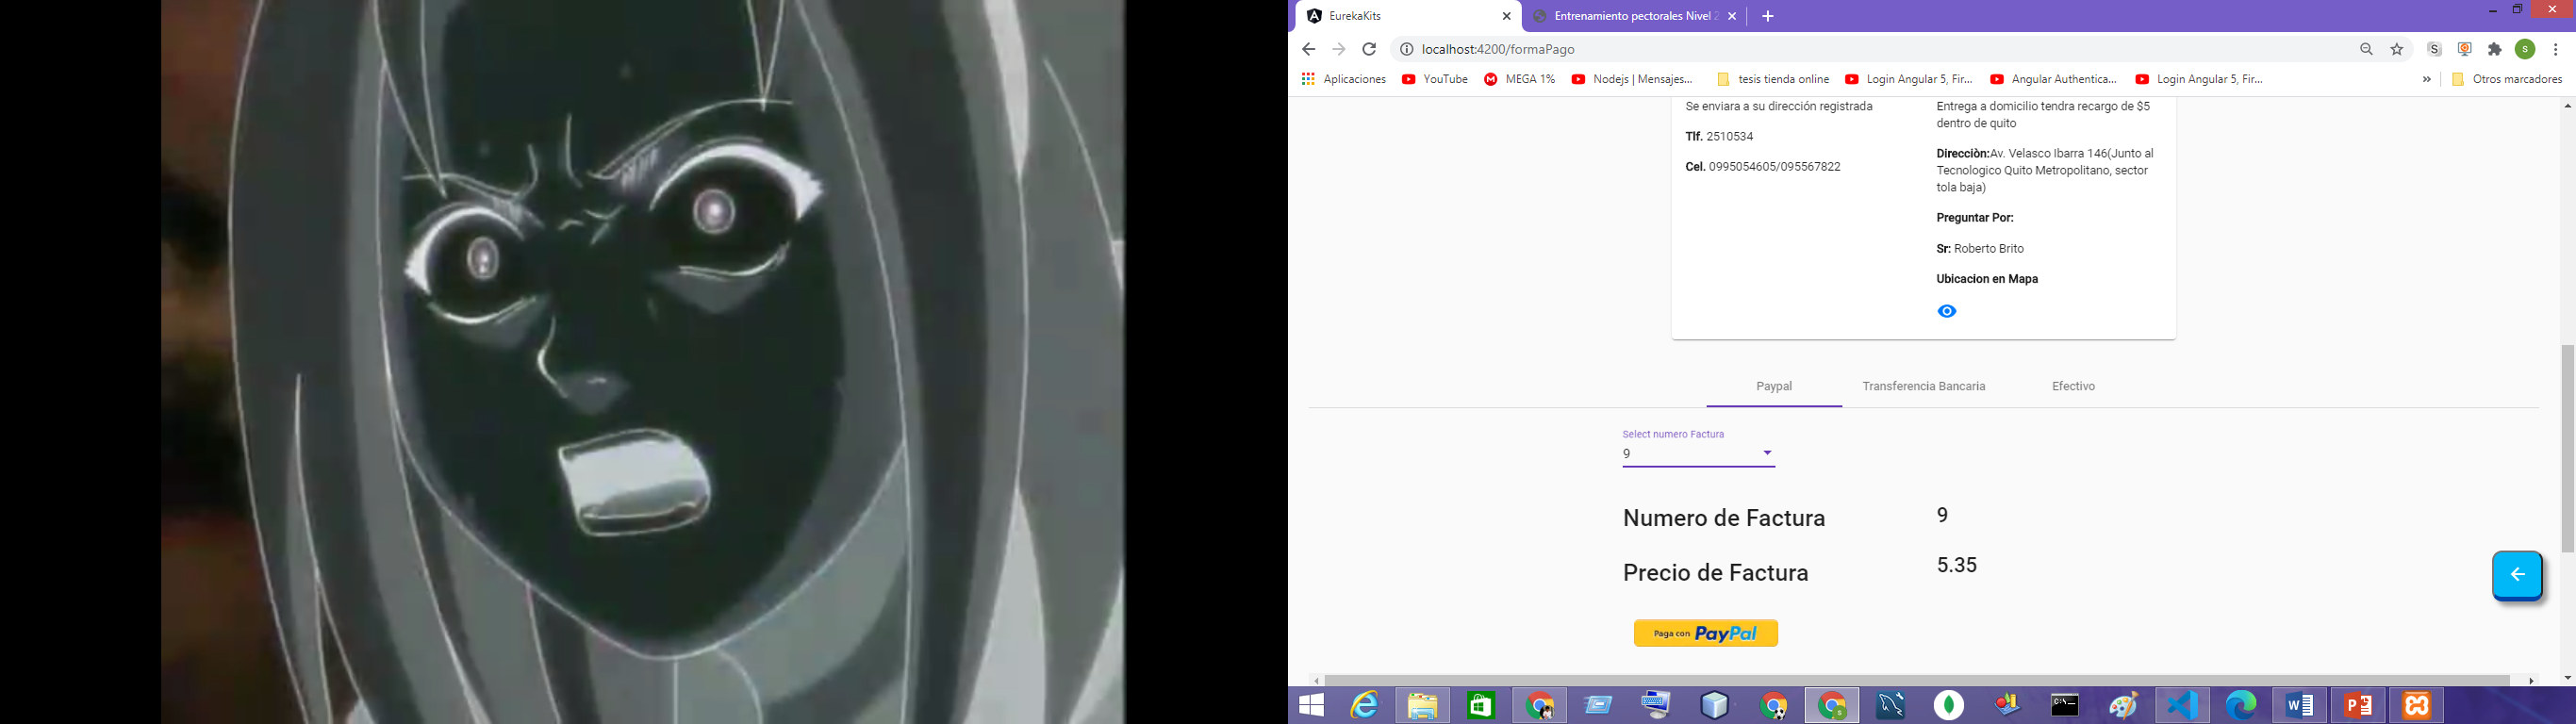 EurekaKits
Entrenamiento pectorales Nivel 2
localhost:4200/formaPago
S
s
Aplicaciones
YouTube
MEGA 1%
Nodejs | Mensajes...
tesis tienda online
Login Angular 5, Fir...
Angular Authentica...
Login Angular 5, Fir...
»
Otros marcadores
Se enviara a su dirección registrada
Tlf. 2510534
Cel. 0995054605/095567822
Entrega a domicilio tendra recargo de $5
dentro de quito
Direcciòn:Av. Velasco Ibarra 146(Junto al
Tecnologico Quito Metropolitano, sector
tola baja)
Preguntar Por:
Sr: Roberto Brito
Ubicacion en Mapa
Paypal
Transferencia Bancaria
Efectivo
Select numero Factura
9
Numero de Factura
9
Precio de Factura
5.35
Paga con PayPal